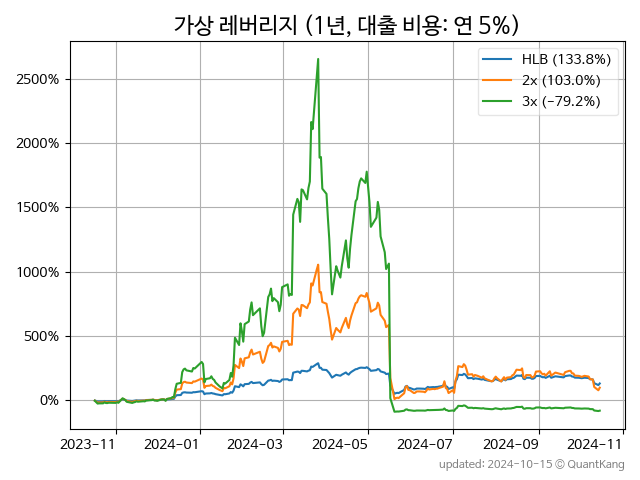 가상 레버리지 (1년, 대출 비용: 연 5%)
HLB (133.8%)
2x (103.0%)
3x (-79.2%)
2500%
2000%
1500%
1000%
500%
0%
2023-11 2024-01 2024-03 2024-05 2024-07 2024-09 2024-11
updated: 2024-10-15 © QuantKang